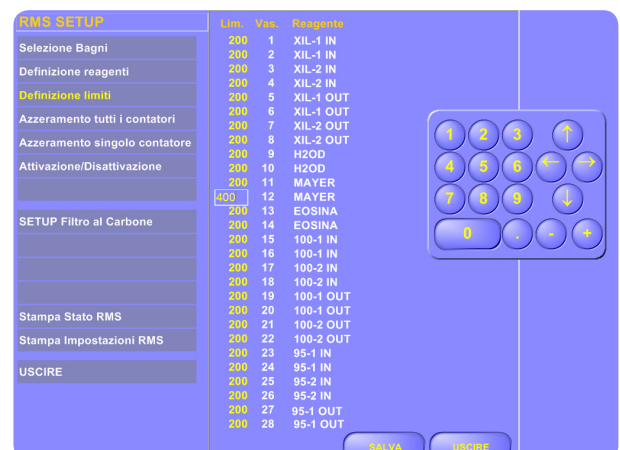 RMS SETUP
Selezione Bagni
Definizione reagenti
Definizione limiti
Azzeramento tutti i contatori
Azzeramento singolo contatore
Attivazione/Disattivazione
SETUP Filtro al Carbone
Stampa Stato RMS
Stampa Impostazioni RMS
USCIRE
Lim. Vas. Reagente
200 1 XIL-1 IN
200 2 XIL-1 IN
200 3 XIL-2 IN
200 4 XIL-2 IN
200 5 XIL-1 OUT
200 6 XIL-1 OUT
200 7 XIL-2 OUT
200 8 XIL-2 OUT
200 9 H2OD
200 10 H2OD
200 11 MAYER
400 12 MAYER
200 13 EOSINA
200 14 EOSINA
200 15 100-1 IN
200 16 100-1 IN
200 17 100-2 IN
200 18 100-2 IN
200 19 100-1 OUT
200 20 100-1 OUT
200 21 100-2 OUT
200 22 100-2 OUT
200 23 95-1 IN
200 24 95-1 IN
200 25 95-2 IN
200 26 95-2 IN
200 27 95-1 OUT
200 28 95-1 OUT
1 2 3 ↑
4 5 6 ← →
7 8 9 ↓
0 . - +
SALVA USCIRE